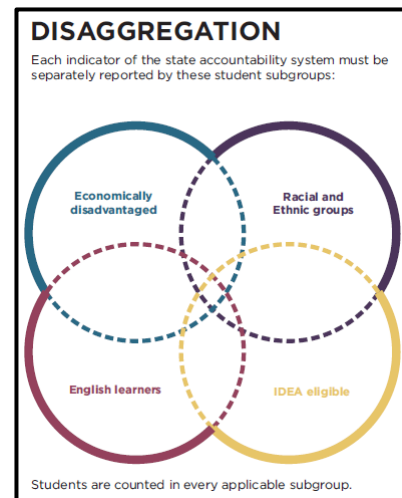 DISAGGREGATION
Each indicator of the state accountability system must be
separately reported by these student subgroups:
Economically
disadvantaged
Racial and
Ethnic groups
English learners
IDEA eligible
Students are counted in every applicable subgroup.